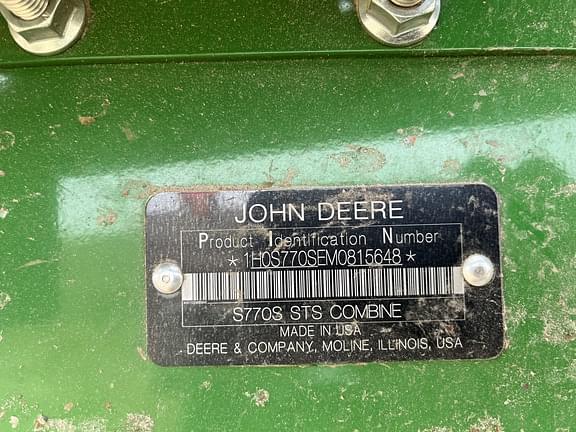 JOHN DEERE
Product Identification Number
*1H0S770SEM0815648*
S770S STS COMBINE
MADE IN USA
DEERE & COMPANY, MOLINE, ILLINOIS, USA